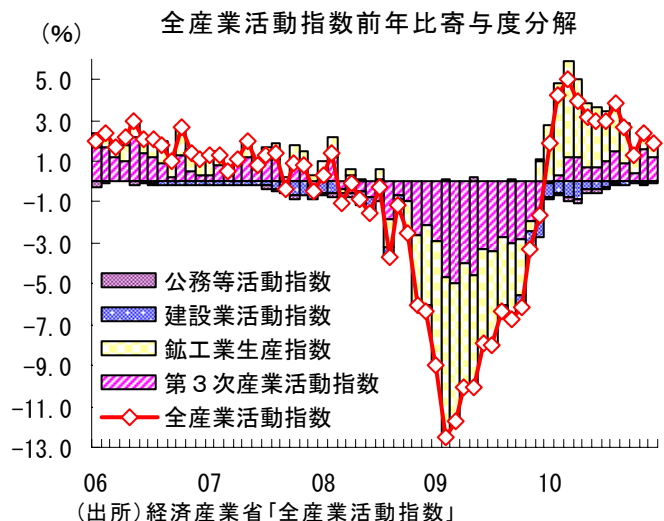 全産業活動指数前年比寄与度分解
(%)
5.0
3.0
1.0
-1.0
-3.0
-5.0
-7.0
-9.0
-11.0
-13.0
公務等活動指数
建設業活動指数
鉱工業生産指数
第3次産業活動指数
全産業活動指数
06 07 08 09 10
(出所)経済産業省「全産業活動指数」